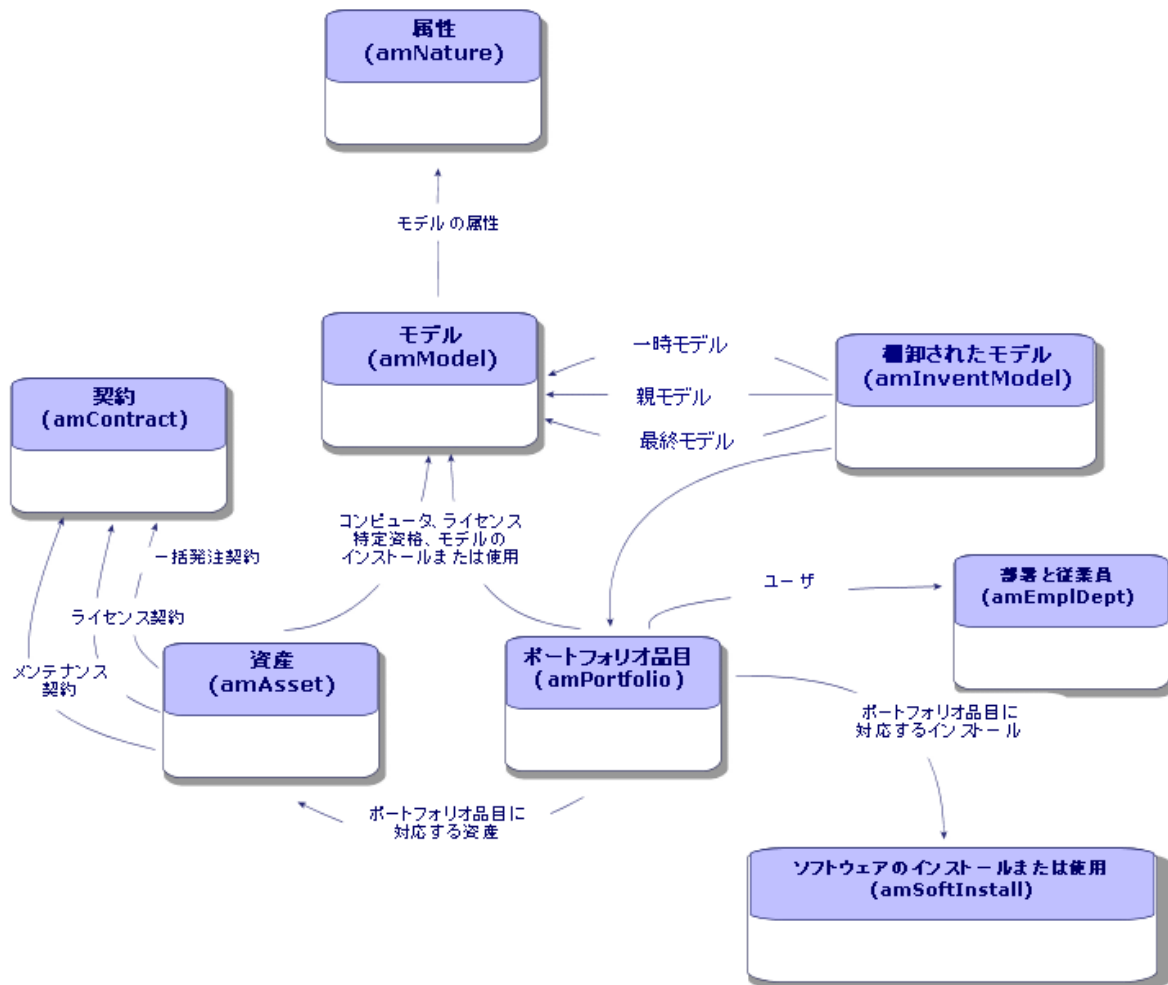 属性
(amNature)
モデルの属性
モデル
(amModel)
一時モデル
親モデル
最終モデル
棚卸されたモデル
(amInventModel)
契約
(amContract)
コンピュータ、ライセンス
特定資格、モデルの
インストールまたは使用
一括発注契約
ライセンス契約
メンテナンス
契約
資産
(amAsset)
ポートフォリオ品目
(amPortfolio)
ユーザ
部署と従業員
(amEmplDept)
ポートフォリオ品目に
対応するインストール
ポートフォリオ品目に
対応する資産
ソフトウェアのインストールまたは使用
(amSoftInstall)